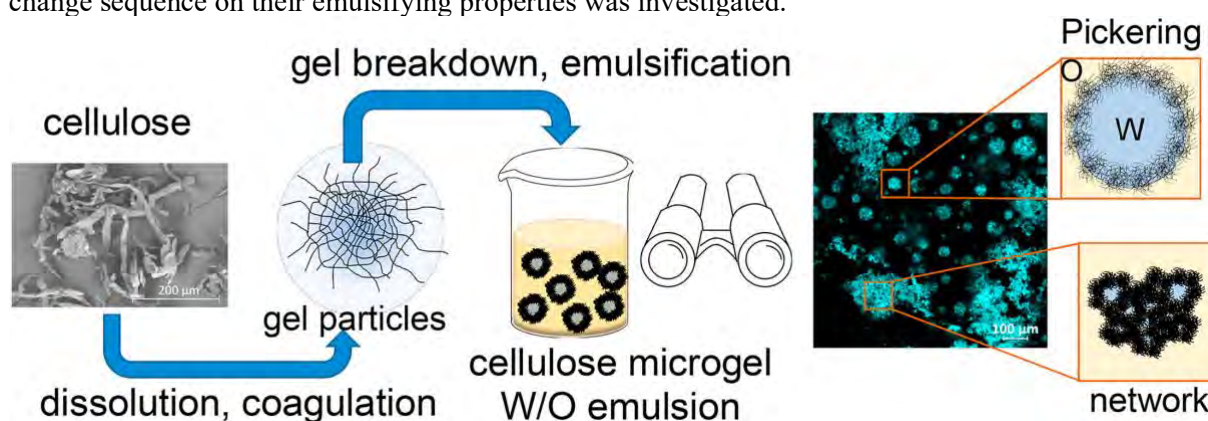 change sequence on their emulsifying properties was investigated.
gel breakdown, emulsification
cellulose
200 µm
gel particles
dissolution, coagulation
cellulose microgel
W/O emulsion
100 µm
Pickering
O
W
network